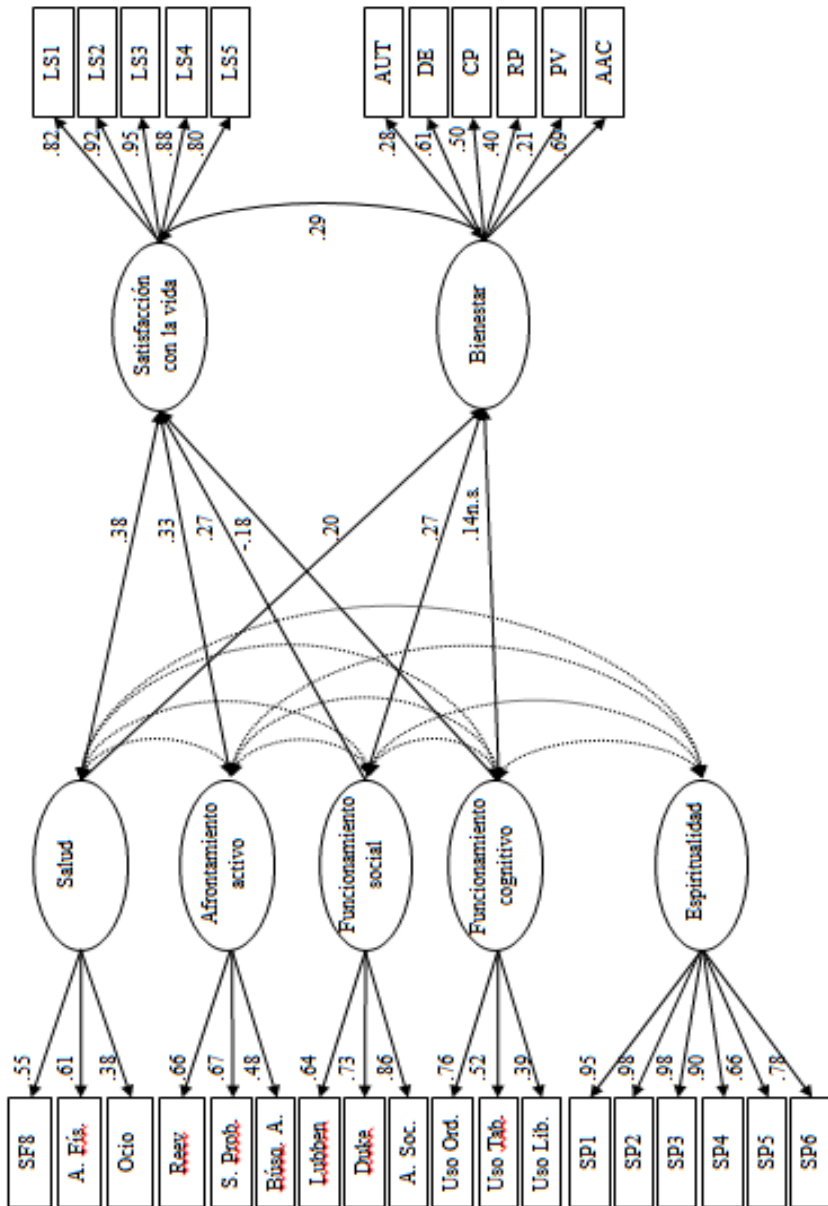 SF8
A. Fís.
Ocio
Reev.
S. Prob.
Búsq. A.
Lubben
Duke
A. Soc.
Uso Ord.
Uso Tab.
Uso Lib.
SP1
SP2
SP3
SP4
SP5
SP6
.55
.61
.38
.66
.67
.48
.64
.73
.86
.76
.52
.39
.95
.98
.98
.90
.66
.78
Salud
Afrontamiento
activo
Funcionamiento
social
Funcionamiento
cognitivo
Espiritualidad
.38
.33
.27
-.18
.20
.27
.14n.s.
Satisfacción
con la vida
Bienestar
.29
.82
.92
.95
.88
.80
.28
.61
.50
.40
.21
.69
LS1
LS2
LS3
LS4
LS5
AUT
DE
CP
RP
PV
AAC